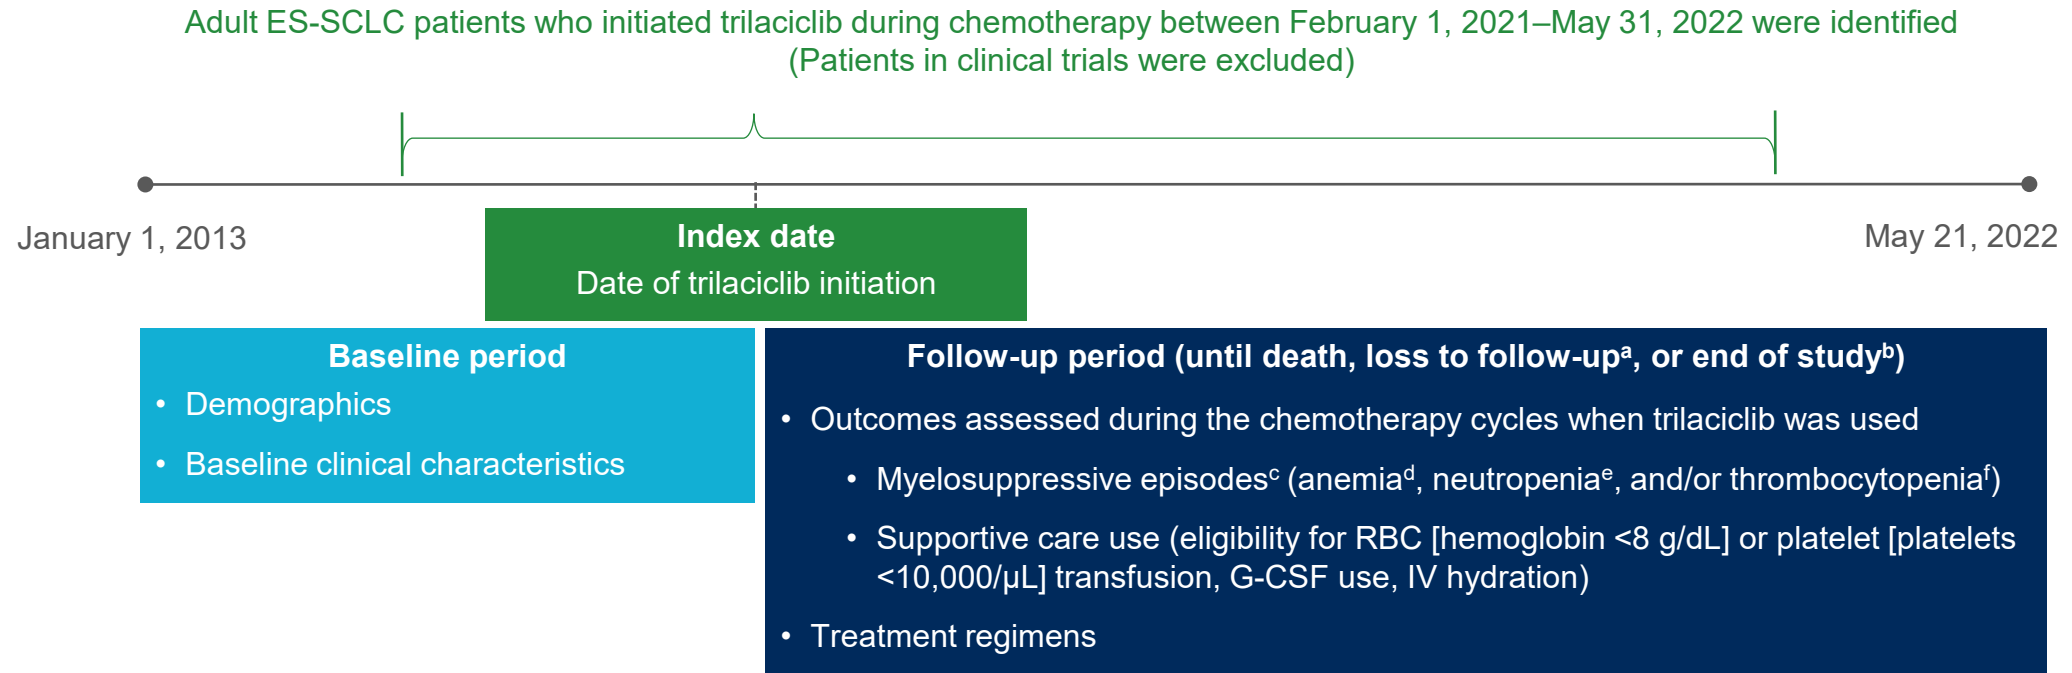 Adult ES-SCLC patients who initiated trilaciclib during chemotherapy between February 1, 2021–May 31, 2022 were identified
(Patients in clinical trials were excluded)
January 1, 2013
May 21, 2022
Index date
Date of trilaciclib initiation
Baseline period
• Demographics
• Baseline clinical characteristics
Follow-up period (until death, loss to follow-upᵃ, or end of studyᵇ)
• Outcomes assessed during the chemotherapy cycles when trilaciclib was used
• Myelosuppressive episodesᶜ (anemiaᵈ, neutropeniaᵉ, and/or thrombocytopeniaᶠ)
• Supportive care use (eligibility for RBC [hemoglobin <8 g/dL] or platelet [platelets
<10,000/µL] transfusion, G-CSF use, IV hydration)
• Treatment regimens